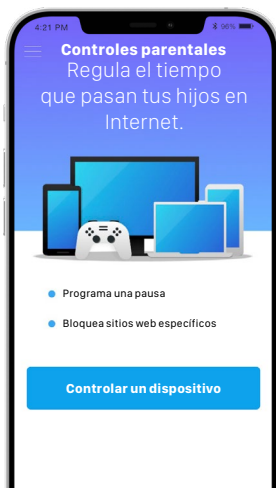 4:21 PM
96%
Controles parentales
Regula el tiempo
que pasan tus hijos en
Internet.
Programa una pausa
Bloquea sitios web específicos
Controlar un dispositivo